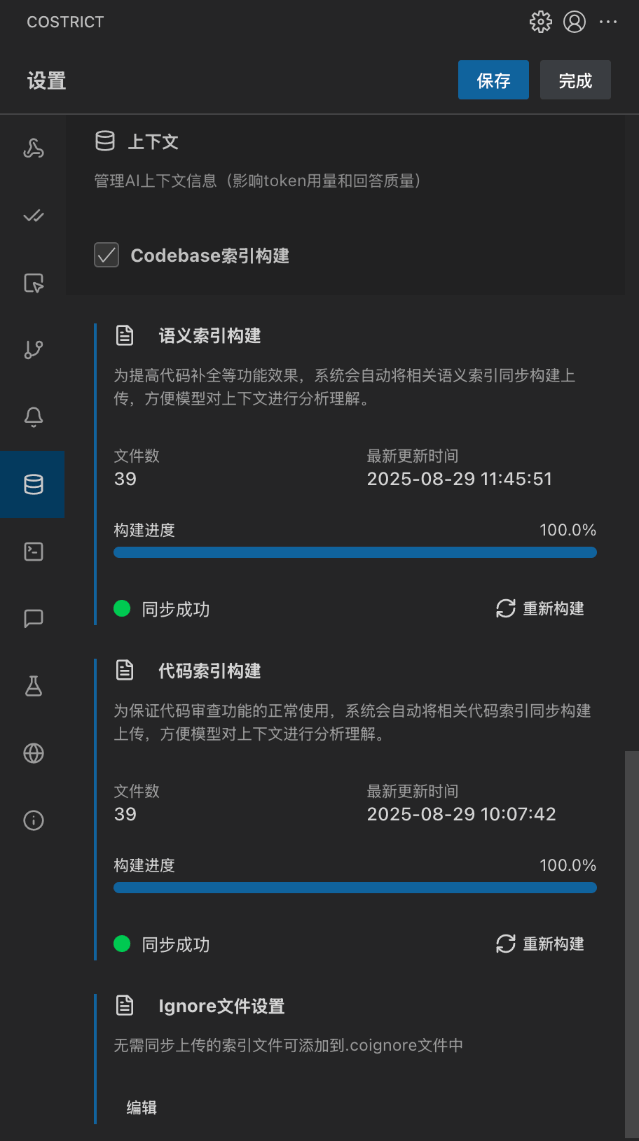 COSTRICT
设置
保存
完成
上下文
管理AI上下文信息（影响token用量和回答质量）
Codebase索引构建
语义索引构建
为提高代码补全等功能效果，系统会自动将相关语义索引同步构建上
传，方便模型对上下文进行分析理解。
文件数
最新更新时间
39
2025-08-29 11:45:51
构建进度
100.0%
同步成功
重新构建
代码索引构建
为保证代码审查功能的正常使用，系统会自动将相关代码索引同步构建
上传，方便模型对上下文进行分析理解。
文件数
最新更新时间
39
2025-08-29 10:07:42
构建进度
100.0%
同步成功
重新构建
Ignore文件设置
无需同步上传的索引文件可添加到.coignore文件中
编辑